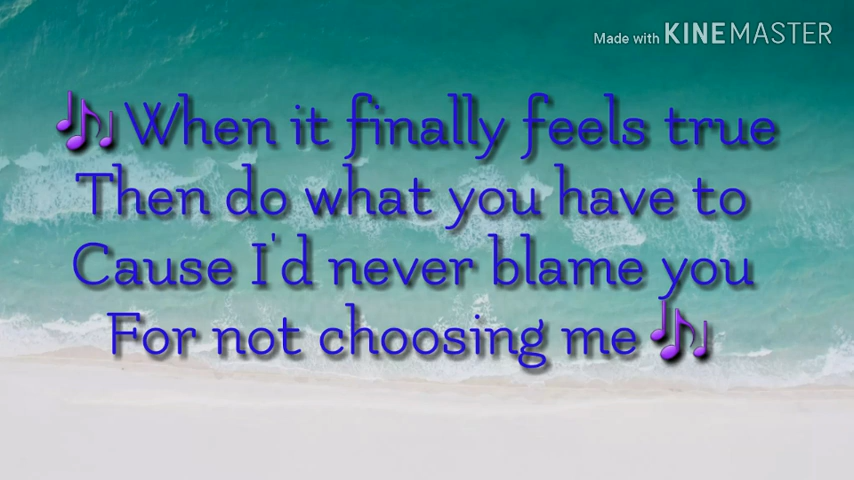 Made with KINEMASTER
🎶 When it finally feels true
Then do what you have to
Cause I'd never blame you
For not choosing me 🎶